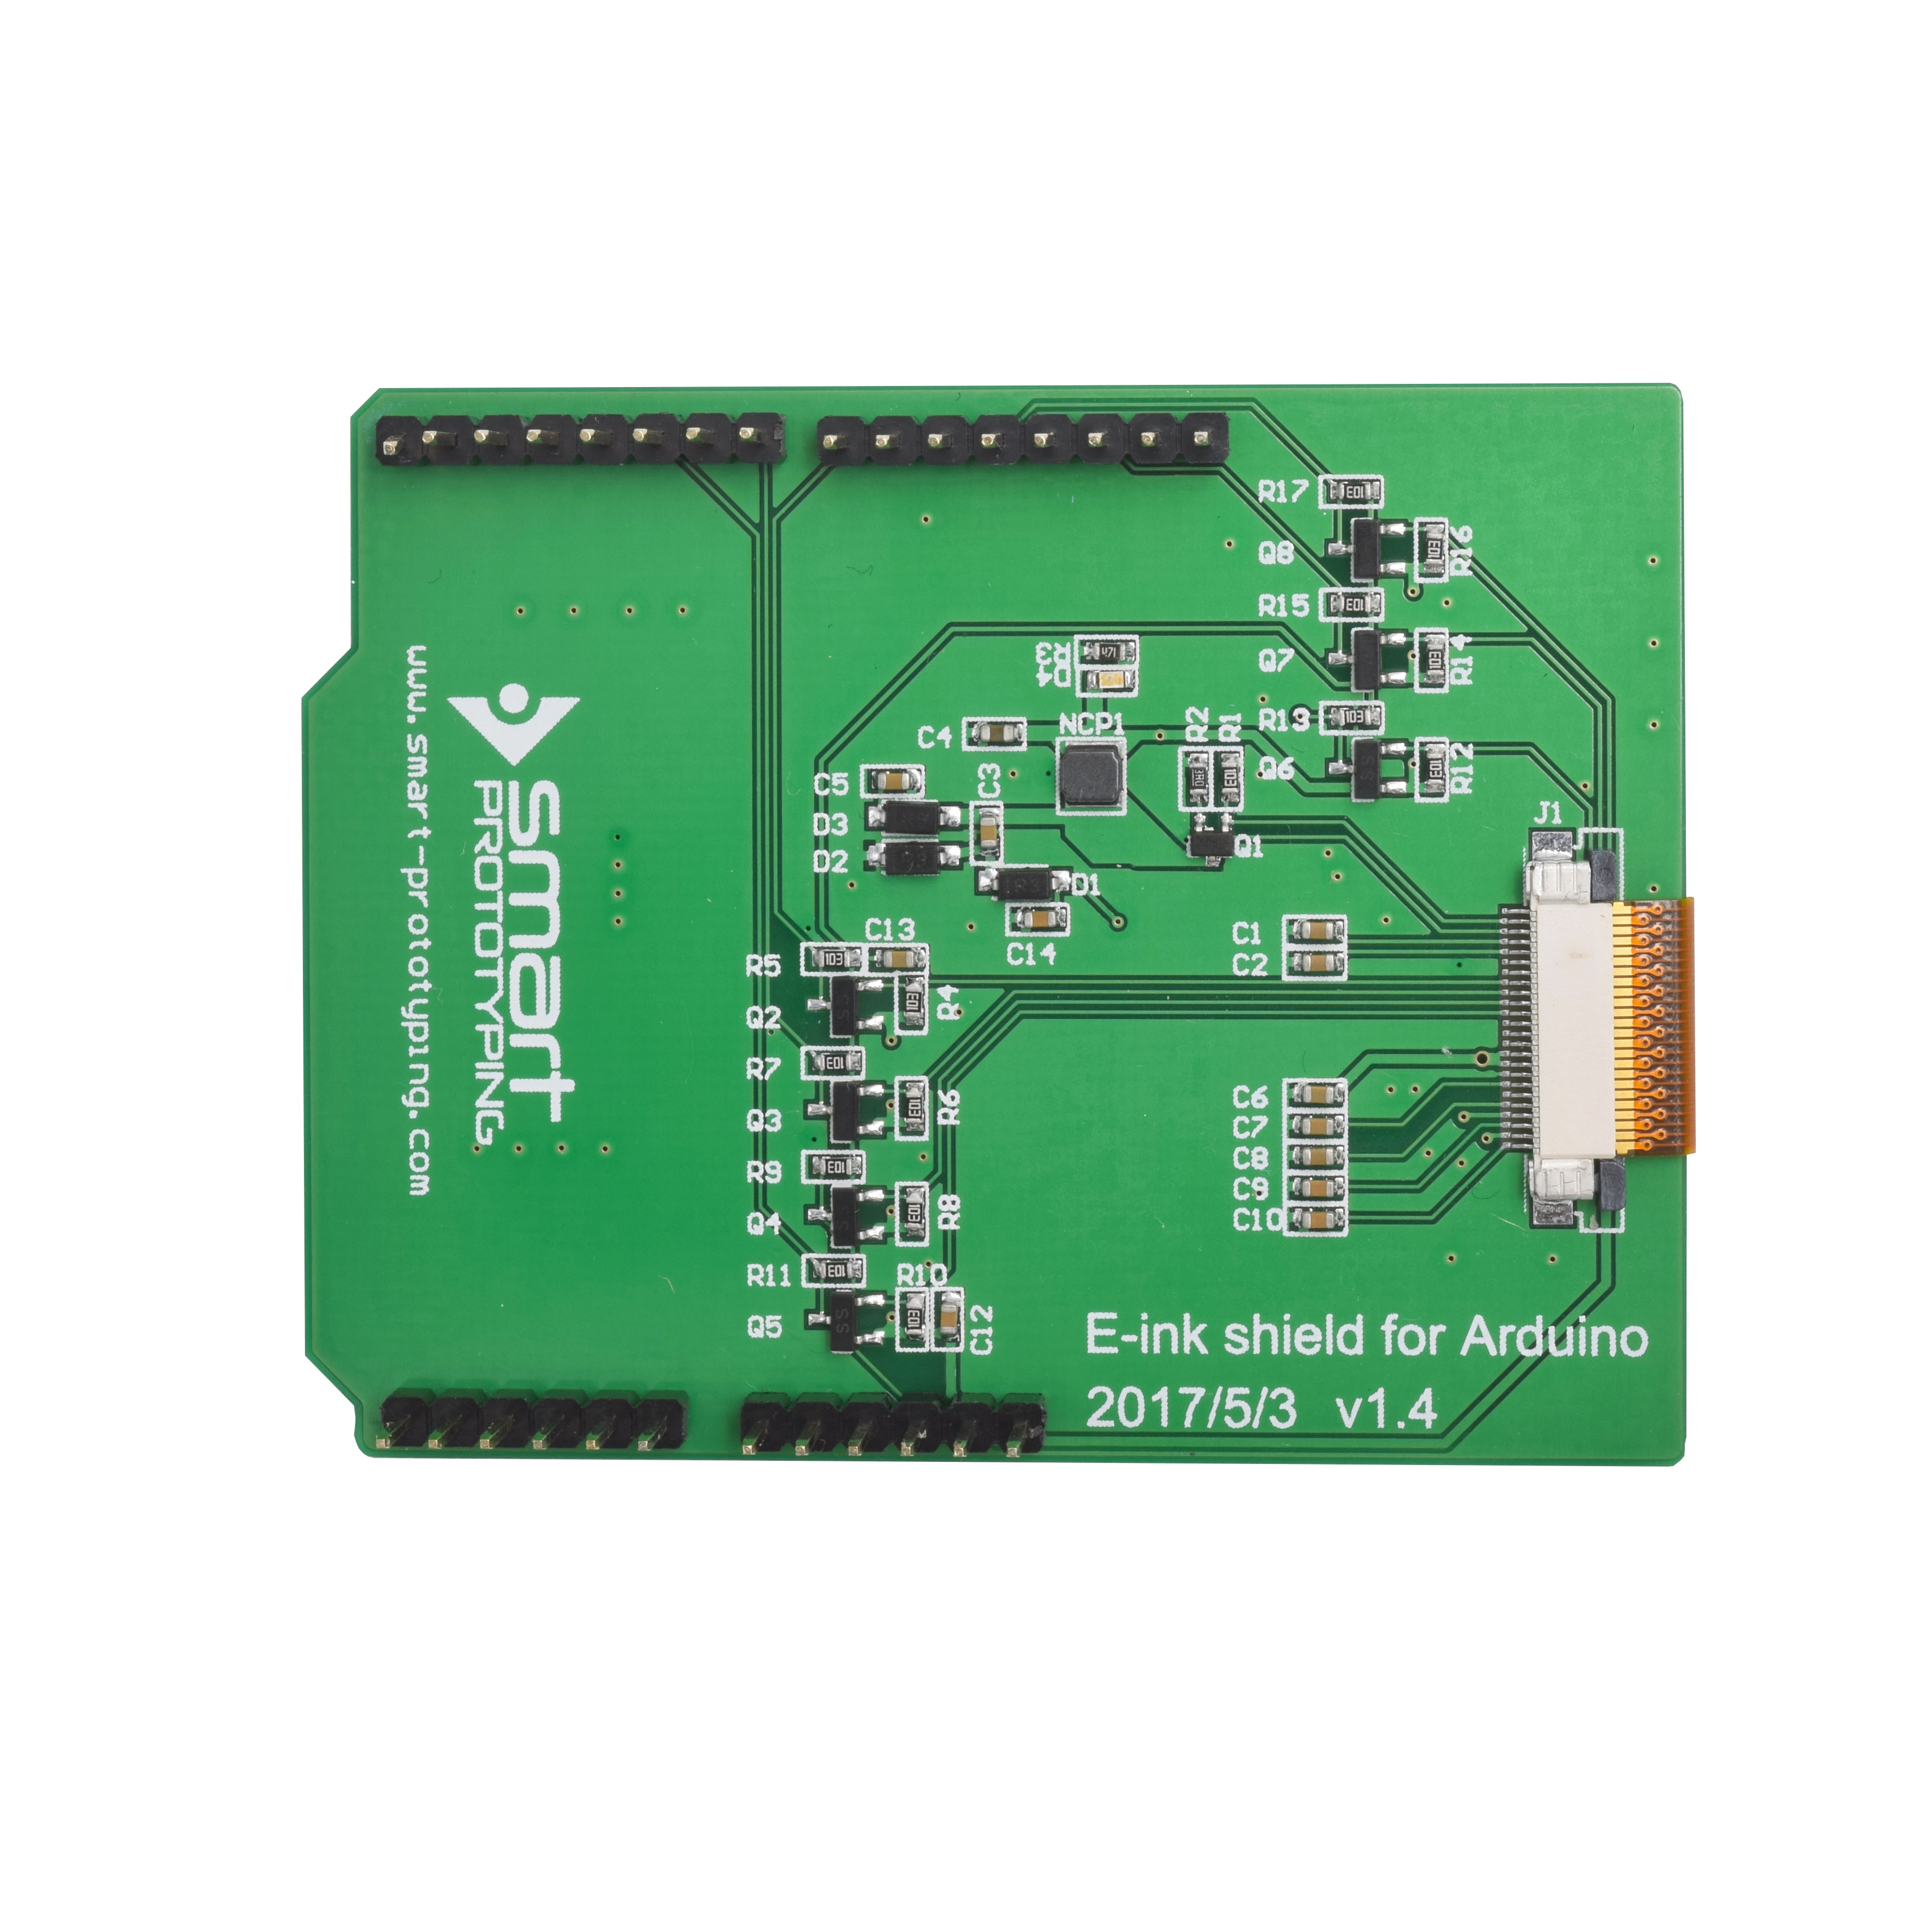 R17
Q8
R16
R15
Q7
R14
R3
D4
R13
NCP1
R2
R1
C4
Q6
R12
C5
C3
D3
J1
D2
Q1
D1
C13
C14
C1
C2
R5
R4
Q2
R7
C6
Q3
R6
C7
R9
C8
C9
Q4
R8
C10
R11
R10
Q5
C12
www.Smart-prototyping.com
smart
PROTOTYPING
E-ink shield for Arduino
2017/5/3 v1.4